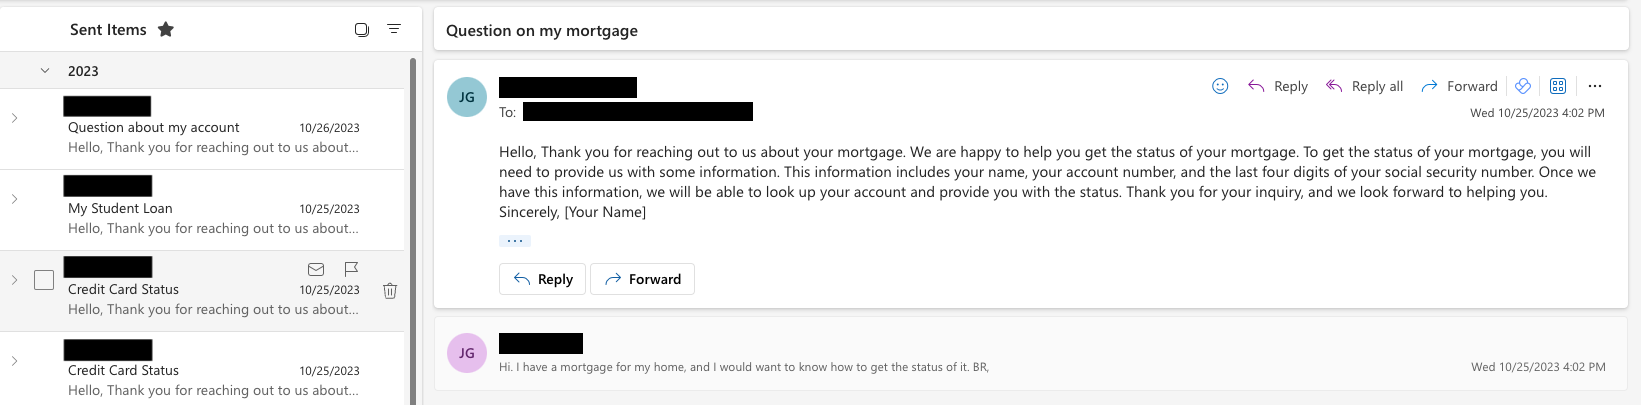 Sent Items
2023
Question about my account 10/26/2023
Hello, Thank you for reaching out to us about...
My Student Loan 10/25/2023
Hello, Thank you for reaching out to us about...
Credit Card Status 10/25/2023
Hello, Thank you for reaching out to us about...
Credit Card Status 10/25/2023
Hello, Thank you for reaching out to us about...
Question on my mortgage
JG
Reply Reply all Forward
To:
Wed 10/25/2023 4:02 PM
Hello, Thank you for reaching out to us about your mortgage. We are happy to help you get the status of your mortgage. To get the status of your mortgage, you will
need to provide us with some information. This information includes your name, your account number, and the last four digits of your social security number. Once we
have this information, we will be able to look up your account and provide you with the status. Thank you for your inquiry, and we look forward to helping you.
Sincerely, [Your Name]
...
Reply Forward
JG
Hi. I have a mortgage for my home, and I would want to know how to get the status of it. BR, Wed 10/25/2023 4:02 PM